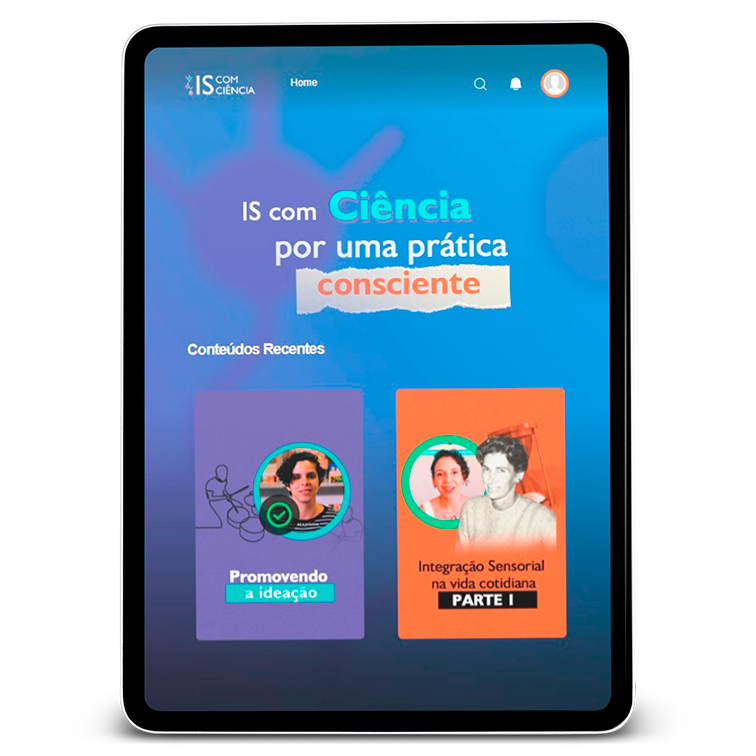 IS COM
CIÊNCIA
Home
IS com Ciência
por uma prática
consciente
Conteúdos Recentes
Promovendo
a ideação
Integração Sensorial
na vida cotidiana
PARTE I